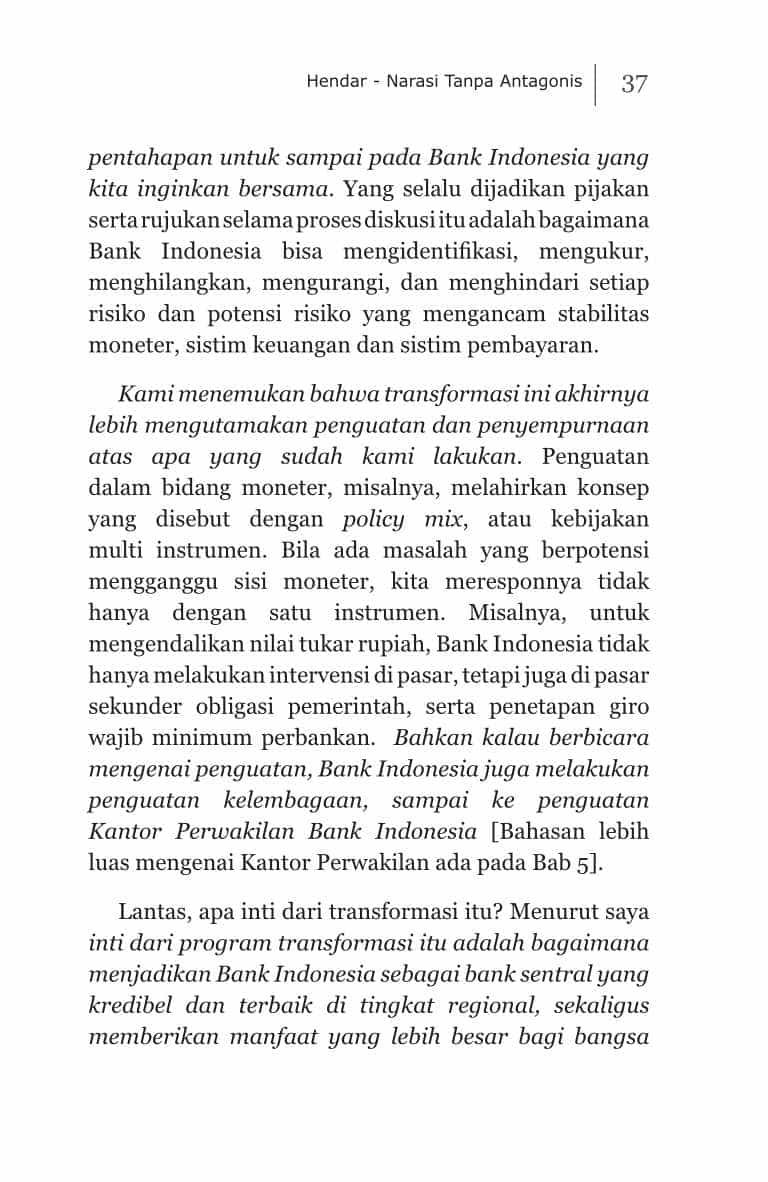 Hendar - Narasi Tanpa Antagonis 37
pentahapan untuk sampai pada Bank Indonesia yang
kita inginkan bersama. Yang selalu dijadikan pijakan
serta rujukan selama proses diskusi itu adalah bagaimana
Bank Indonesia bisa mengidentifikasi, mengukur,
menghilangkan, mengurangi, dan menghindari setiap
risiko dan potensi risiko yang mengancam stabilitas
moneter, sistim keuangan dan sistim pembayaran.
Kami menemukan bahwa transformasi ini akhirnya
lebih mengutamakan penguatan dan penyempurnaan
atas apa yang sudah kami lakukan. Penguatan
dalam bidang moneter, misalnya, melahirkan konsep
yang disebut dengan policy mix, atau kebijakan
multi instrumen. Bila ada masalah yang berpotensi
mengganggu sisi moneter, kita meresponnya tidak
hanya dengan satu instrumen. Misalnya, untuk
mengendalikan nilai tukar rupiah, Bank Indonesia tidak
hanya melakukan intervensi di pasar, tetapi juga di pasar
sekunder obligasi pemerintah, serta penetapan giro
wajib minimum perbankan. Bahkan kalau berbicara
mengenai penguatan, Bank Indonesia juga melakukan
penguatan kelembagaan, sampai ke penguatan
Kantor Perwakilan Bank Indonesia [Bahasan lebih
luas mengenai Kantor Perwakilan ada pada Bab 5].
Lantas, apa inti dari transformasi itu? Menurut saya
inti dari program transformasi itu adalah bagaimana
menjadikan Bank Indonesia sebagai bank sentral yang
kredibel dan terbaik di tingkat regional, sekaligus
memberikan manfaat yang lebih besar bagi bangsa